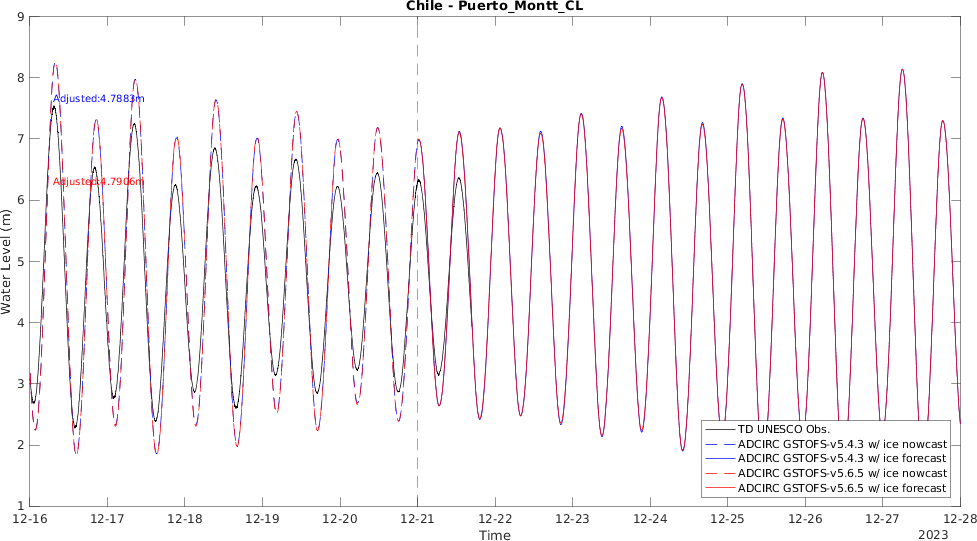 Chile - Puerto_Montt_CL
9
8
7
6
5
4
3
2
1
Water Level (m)
Adjusted:4.7883m
Adjusted:4.7906m
TD UNESCO Obs.
ADCIRC GSTOFS-v5.4.3 w/ ice nowcast
ADCIRC GSTOFS-v5.4.3 w/ ice forecast
ADCIRC GSTOFS-v5.6.5 w/ ice nowcast
ADCIRC GSTOFS-v5.6.5 w/ ice forecast
12-16 12-17 12-18 12-19 12-20 12-21 12-22 12-23 12-24 12-25 12-26 12-27 12-28
Time
2023